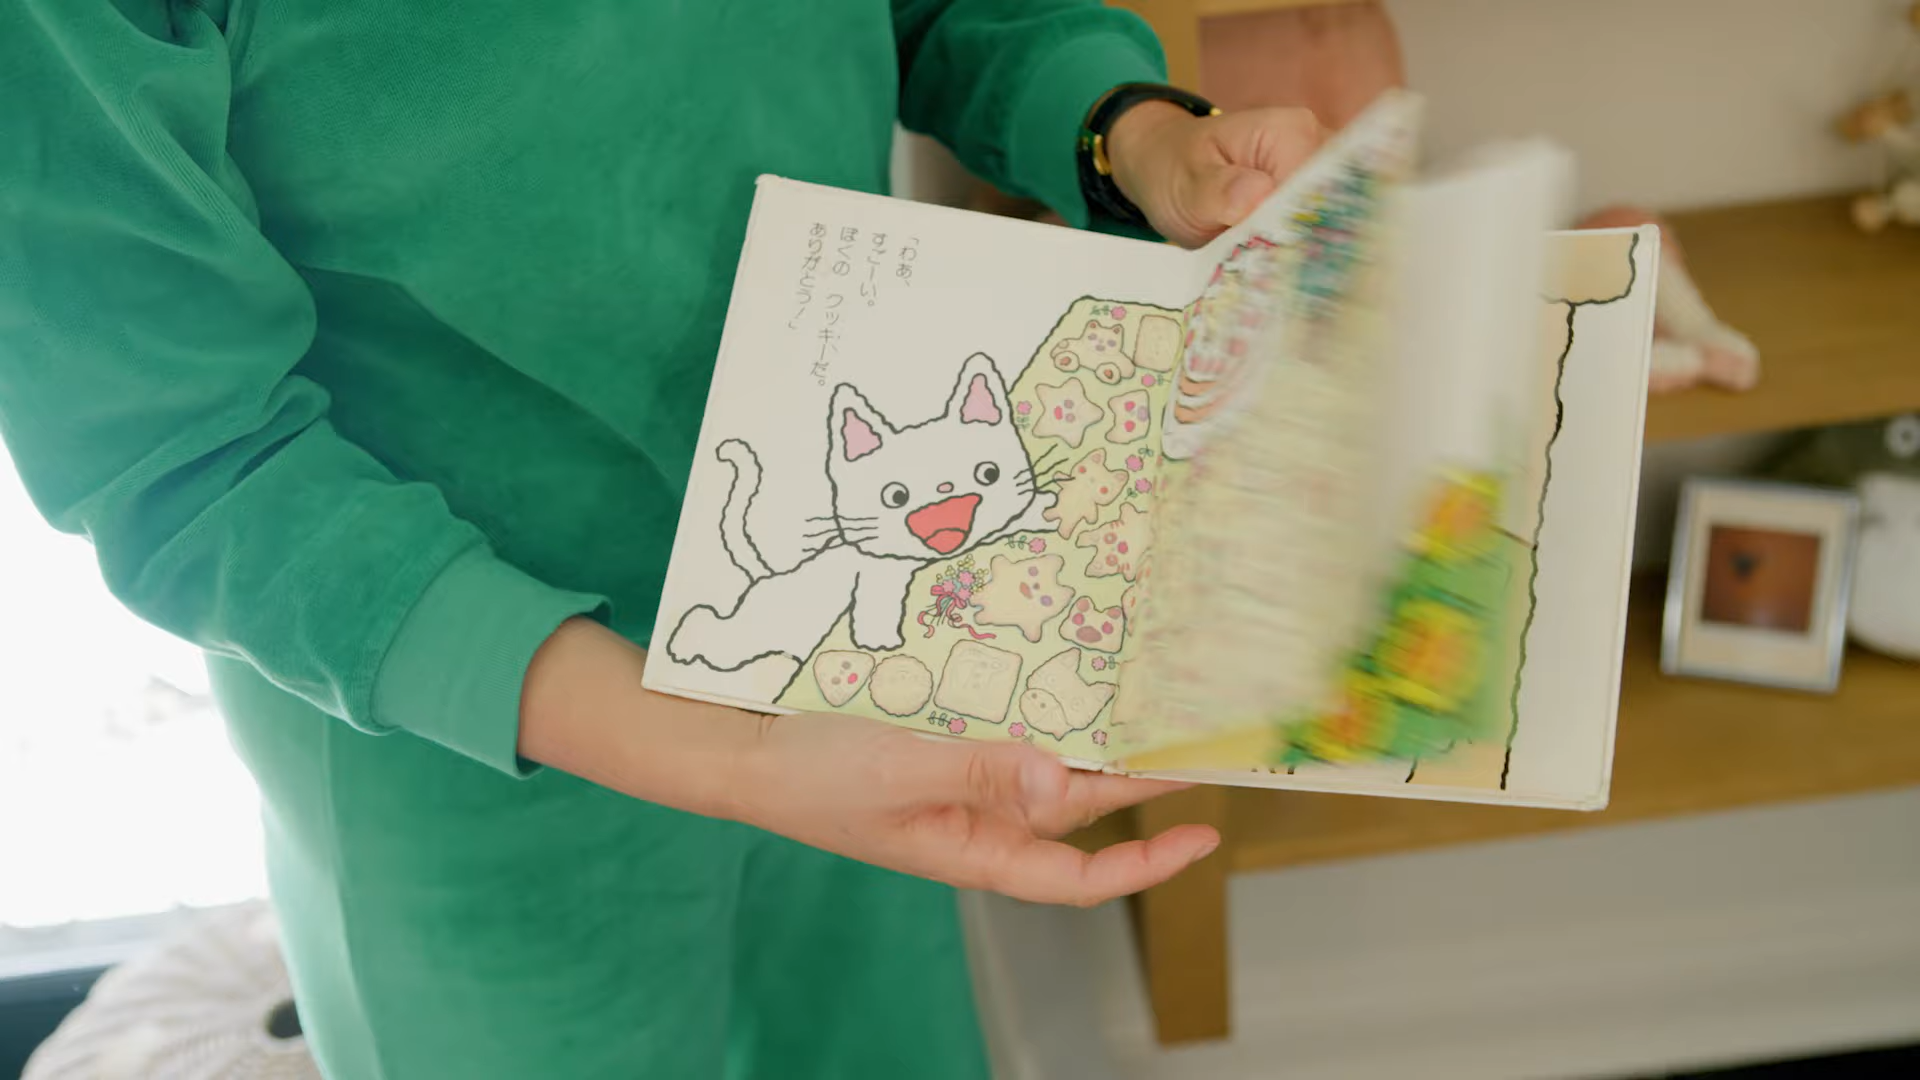 「わあ、
すごーい。
ぼくの クッキーだ。
ありがとう！」